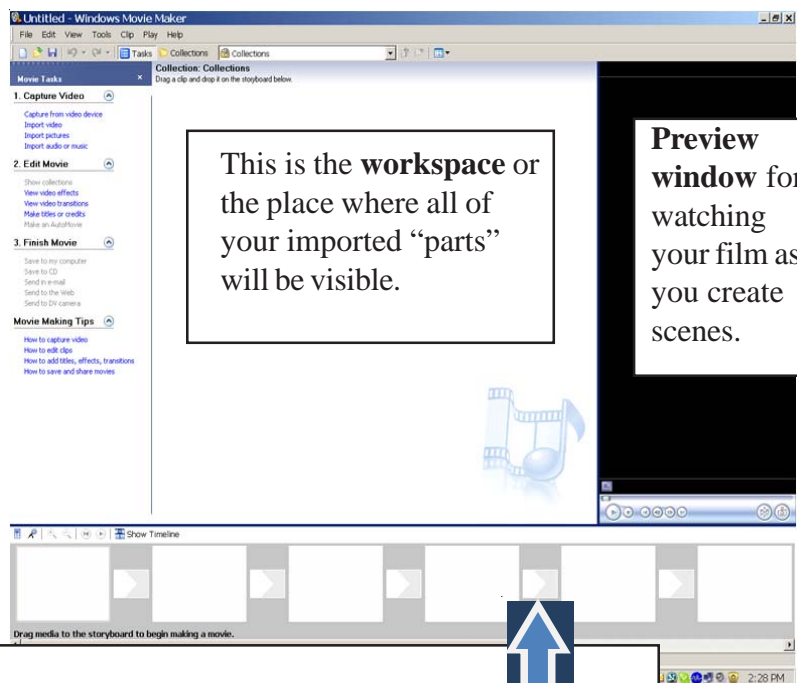 Untitled - Windows Movie Maker
File Edit View Tools Clip Play Help
Tasks Collections Collections
Movie Tasks
Collection: Collections
Drag a clip and drop it on the storyboard below.
1. Capture Video
Capture from video device
Import video
Import pictures
Import audio or music
2. Edit Movie
Show collections
View video effects
View video transitions
Make titles or credits
Make an AutoMovie
3. Finish Movie
Save to my computer
Save to CD
Send in e-mail
Send to the Web
Send to DV camera
Movie Making Tips
How to capture video
How to edit clips
How to add titles, effects, transitions
How to save and share movies
This is the workspace or
the place where all of
your imported “parts”
will be visible.
Preview
window for
watching
your film as
you create
scenes.
Show Timeline
Drag media to the storyboard to begin making a movie.
2:28 PM